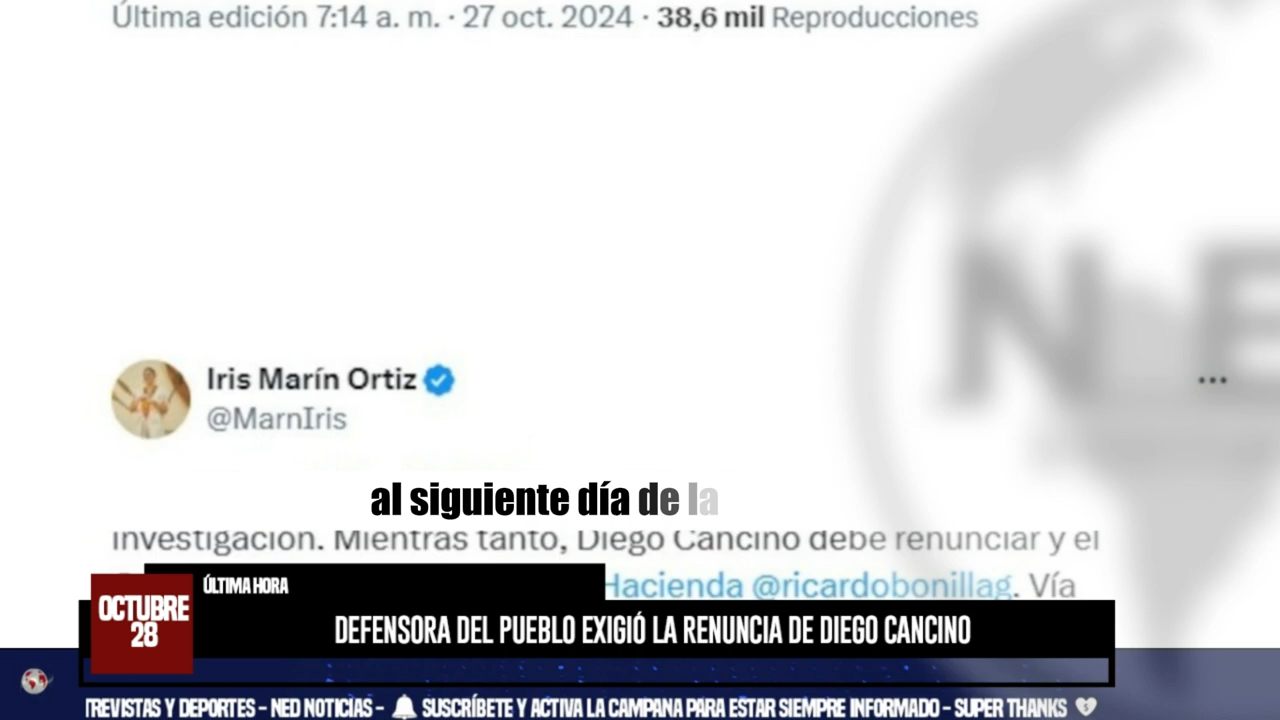 Última edición 7:14 a. m. · 27 oct. 2024 · 38,6 mil Reproducciones
N E
Iris Marín Ortiz
@MarnIris
...
al siguiente día de la
investigación. Mientras tanto, Diego Cancino debe renunciar y el
Hacienda @ricardobonillag. Vía
ÚLTIMA HORA
OCTUBRE
28
DEFENSORA DEL PUEBLO EXIGIÓ LA RENUNCIA DE DIEGO CANCINO
TREVISTAS Y DEPORTES - NED NOTICIAS - SUSCRÍBETE Y ACTIVA LA CAMPANA PARA ESTAR SIEMPRE INFORMADO - SUPER THANKS